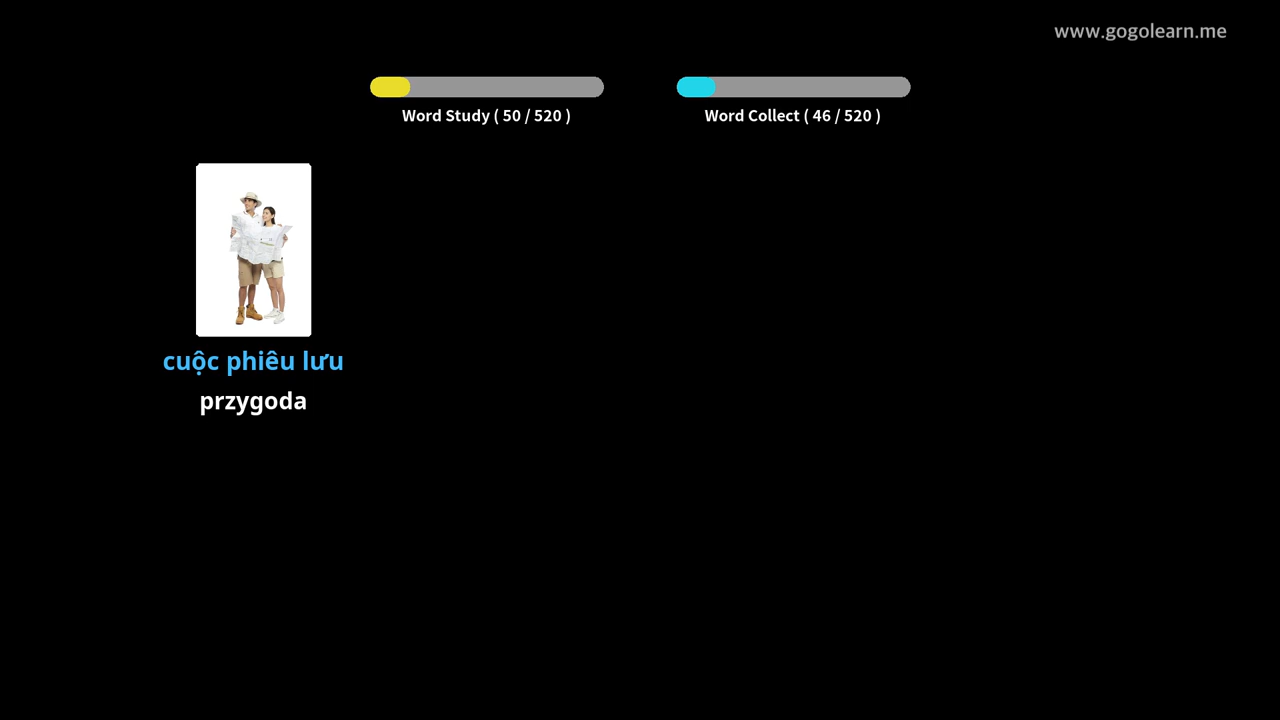 www.gogolearn.me
Word Study ( 50 / 520 )
Word Collect ( 46 / 520 )
cuộc phiêu lưu
przygoda